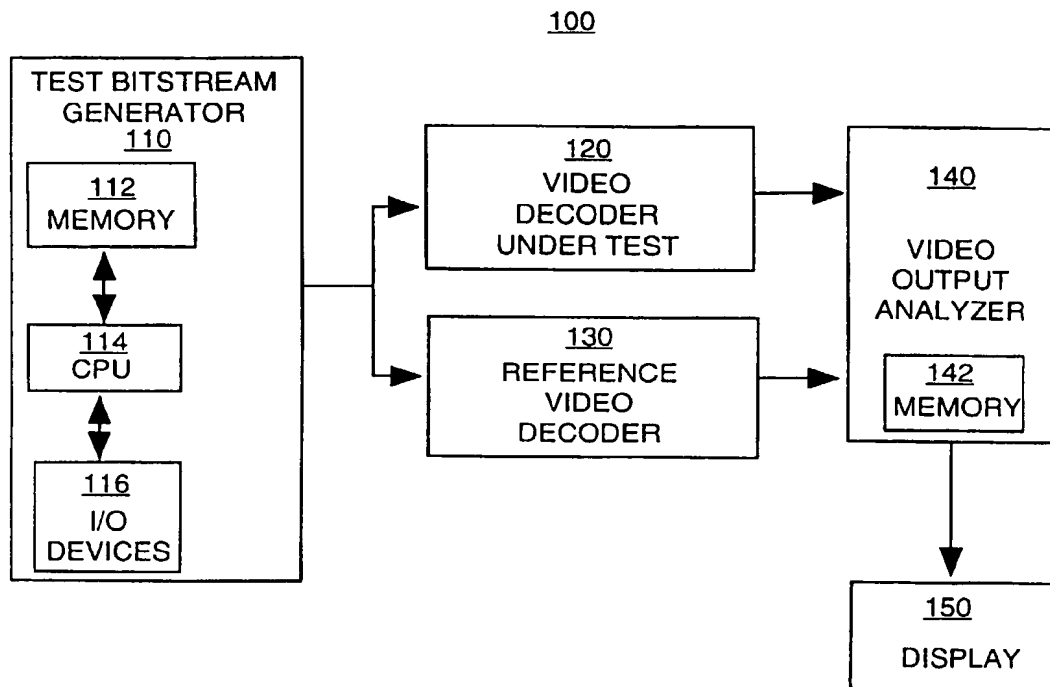 100
TEST BITSTREAM
GENERATOR
110
112
MEMORY
114
CPU
116
I/O
DEVICES
120
VIDEO
DECODER
UNDER TEST
130
REFERENCE
VIDEO
DECODER
140
VIDEO
OUTPUT
ANALYZER
142
MEMORY
150
DISPLAY